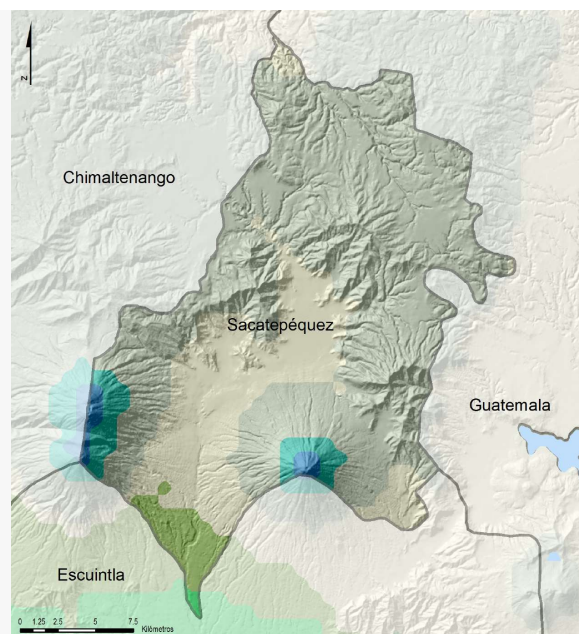 z
Chimaltenango
Sacatepéquez
Guatemala
Escuintla
0 1.25 2.5 5 7.5
Kilómetros